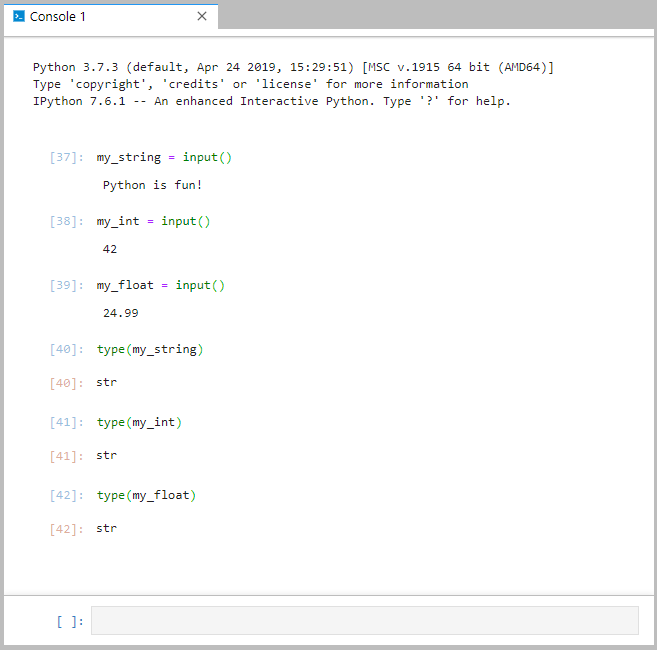 Console 1
Python 3.7.3 (default, Apr 24 2019, 15:29:51) [MSC v.1915 64 bit (AMD64)]
Type 'copyright', 'credits' or 'license' for more information
IPython 7.6.1 -- An enhanced Interactive Python. Type '?' for help.
[37]: my_string = input()
Python is fun!
[38]: my_int = input()
42
[39]: my_float = input()
24.99
[40]: type(my_string)
[40]: str
[41]: type(my_int)
[41]: str
[42]: type(my_float)
[42]: str
[ ]: